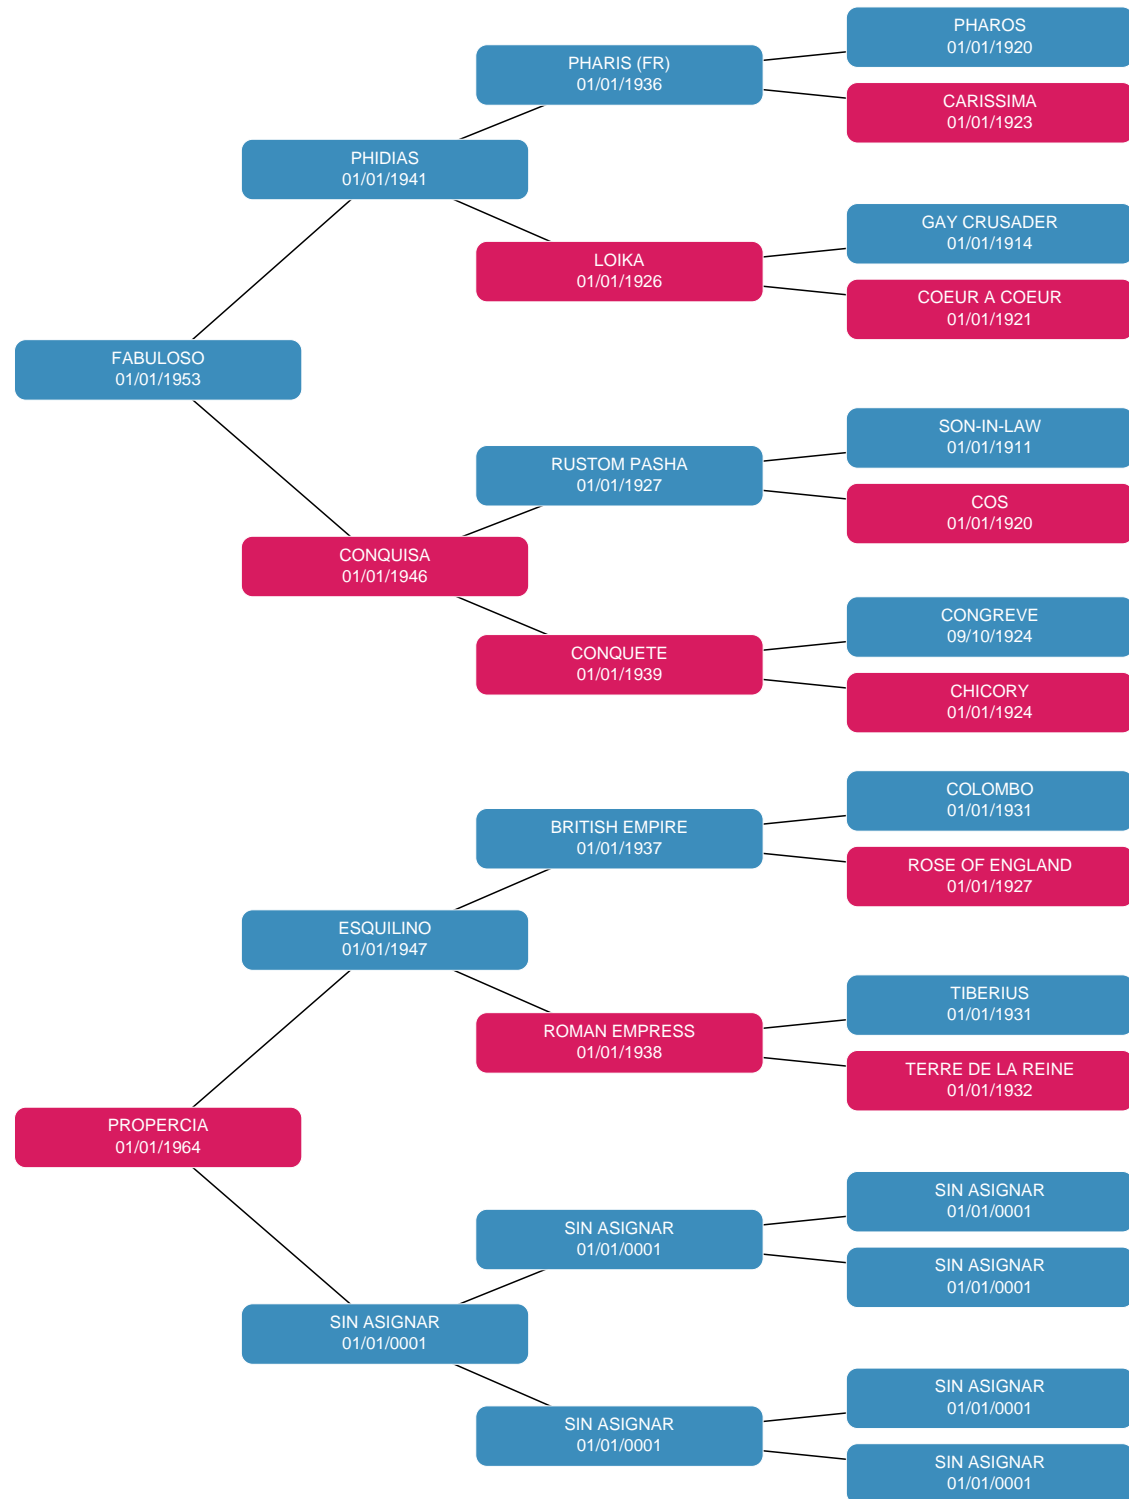 PHAROS
01/01/1920
PHARIS (FR)
01/01/1936
CARISSIMA
01/01/1923
PHIDIAS
01/01/1941
GAY CRUSADER
01/01/1914
LOIKA
01/01/1926
COEUR A COEUR
01/01/1921
FABULOSO
01/01/1953
SON-IN-LAW
01/01/1911
RUSTOM PASHA
01/01/1927
COS
01/01/1920
CONQUISA
01/01/1946
CONGREVE
09/10/1924
CONQUETE
01/01/1939
CHICORY
01/01/1924
COLOMBO
01/01/1931
BRITISH EMPIRE
01/01/1937
ROSE OF ENGLAND
01/01/1927
ESQUILINO
01/01/1947
TIBERIUS
01/01/1931
ROMAN EMPRESS
01/01/1938
TERRE DE LA REINE
01/01/1932
PROPERCIA
01/01/1964
SIN ASIGNAR
01/01/0001
SIN ASIGNAR
01/01/0001
SIN ASIGNAR
01/01/0001
SIN ASIGNAR
01/01/0001
SIN ASIGNAR
01/01/0001
SIN ASIGNAR
01/01/0001
SIN ASIGNAR
01/01/0001